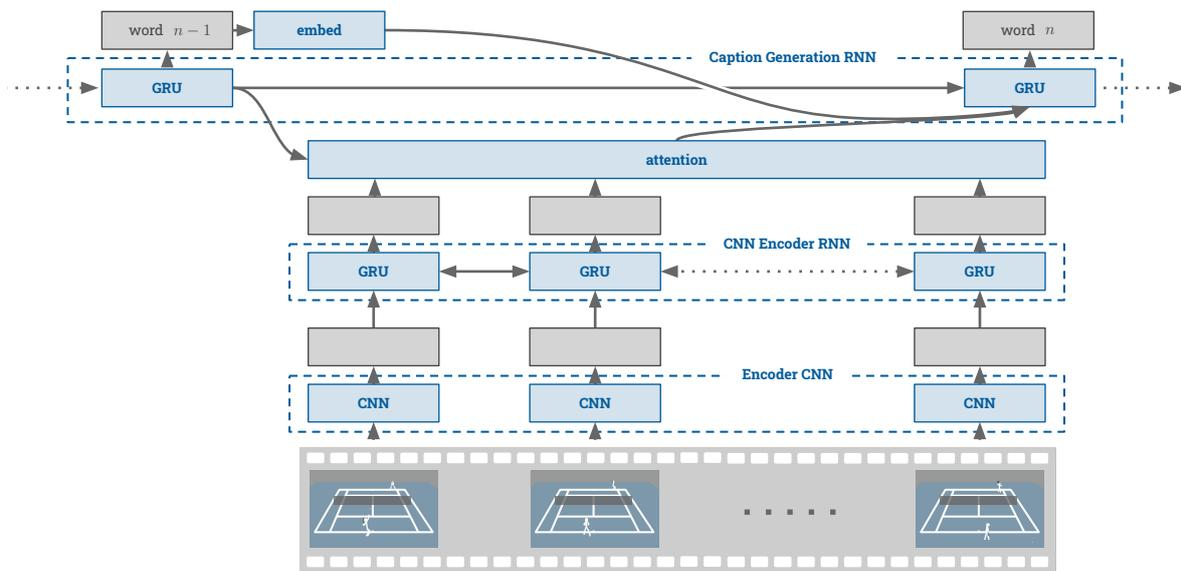 word n − 1
embed
word n
Caption Generation RNN
GRU
GRU
attention
CNN Encoder RNN
GRU
GRU
GRU
Encoder CNN
CNN
CNN
CNN